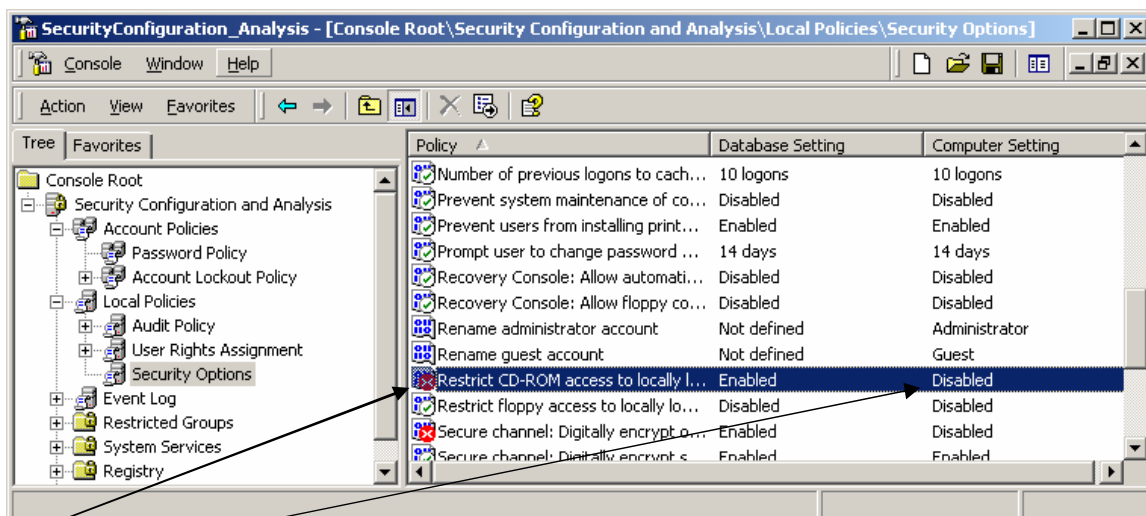 SecurityConfiguration_Analysis - [Console Root\Security Configuration and Analysis\Local Policies\Security Options]
Console Window Help
Action View Favorites
Tree Favorites
Console Root
Security Configuration and Analysis
Account Policies
Password Policy
Account Lockout Policy
Local Policies
Audit Policy
User Rights Assignment
Security Options
Event Log
Restricted Groups
System Services
Registry
Policy Database Setting Computer Setting
Number of previous logons to cach... 10 logons 10 logons
Prevent system maintenance of co... Disabled Disabled
Prevent users from installing print... Enabled Enabled
Prompt user to change password ... 14 days 14 days
Recovery Console: Allow automati... Disabled Disabled
Recovery Console: Allow floppy co... Disabled Disabled
Rename administrator account Not defined Administrator
Rename guest account Not defined Guest
Restrict CD-ROM access to locally l... Enabled Disabled
Restrict floppy access to locally lo... Disabled Disabled
Secure channel: Digitally encrypt o... Enabled Disabled
Secure channel: Digitally encrypt s... Enabled Enabled